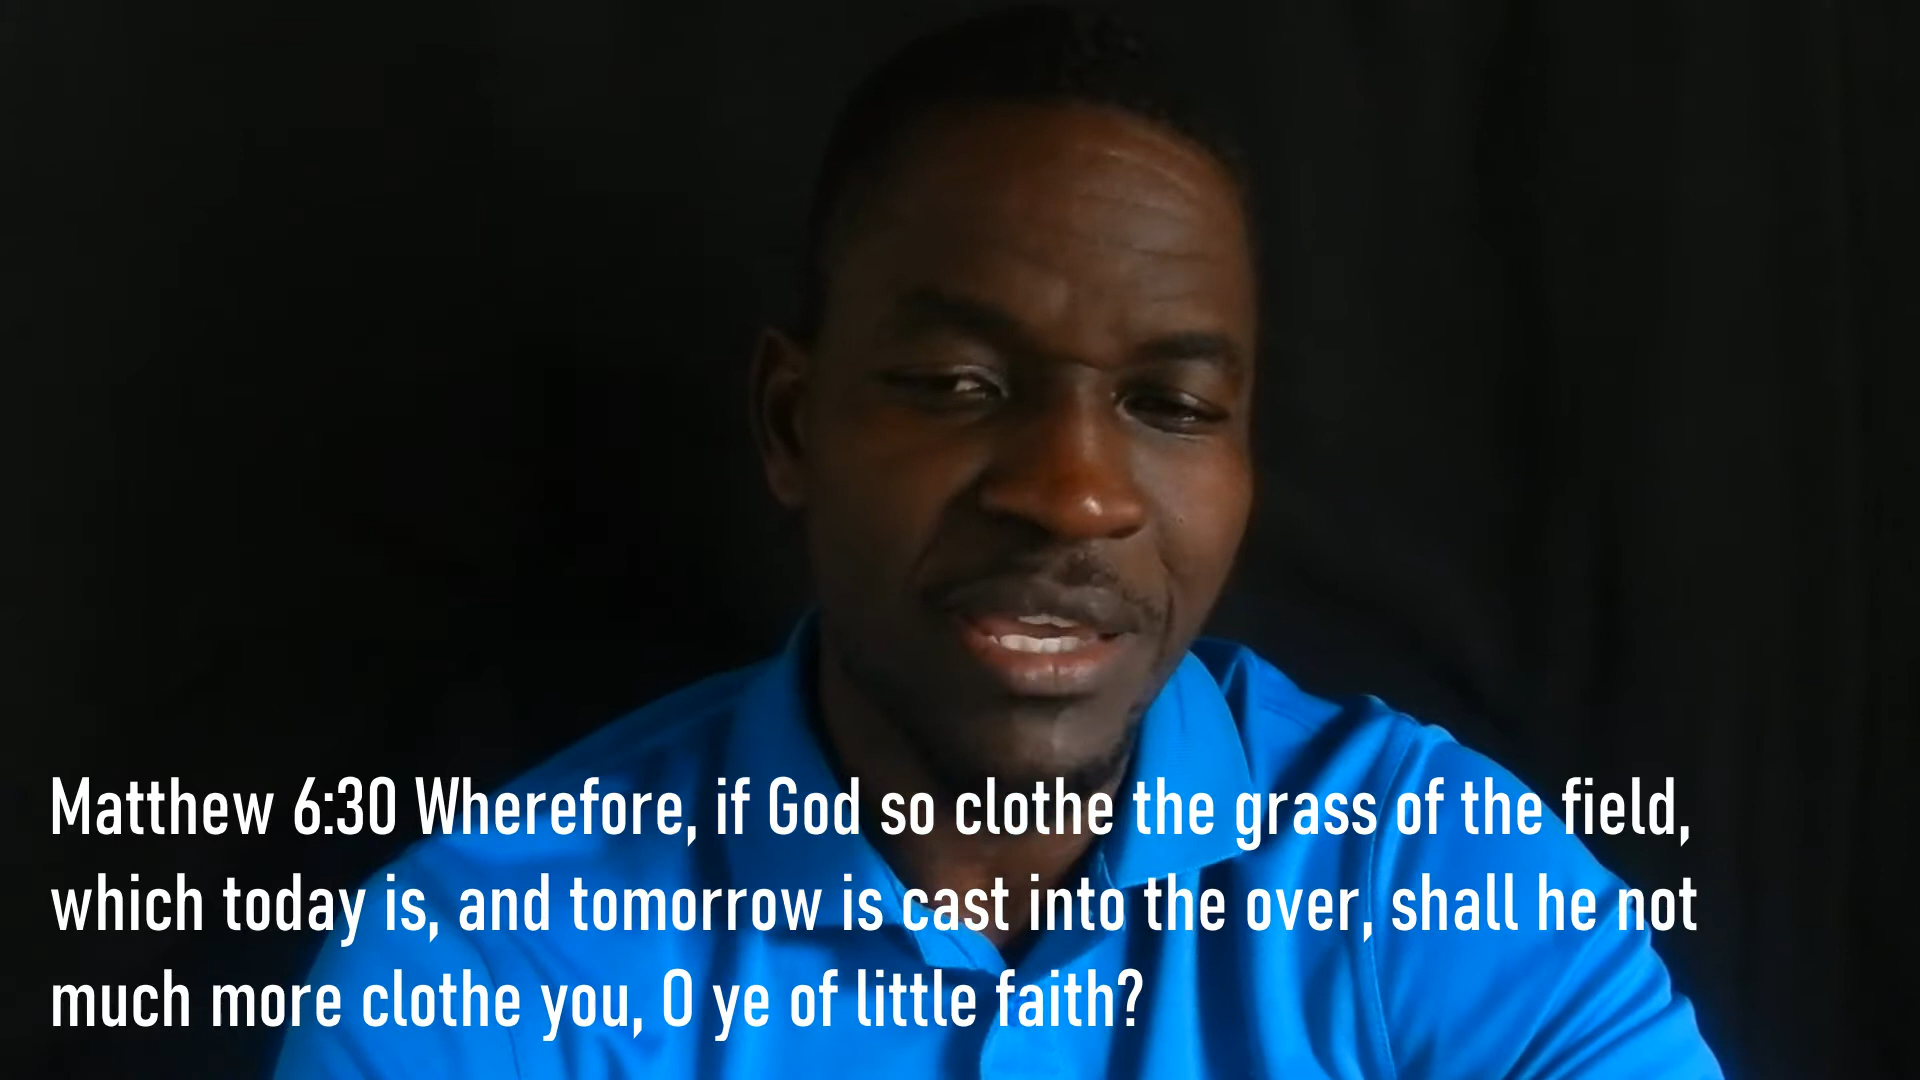 Matthew 6:30 Wherefore, if God so clothe the grass of the field,
which today is, and tomorrow is cast into the over, shall he not
much more clothe you, O ye of little faith?